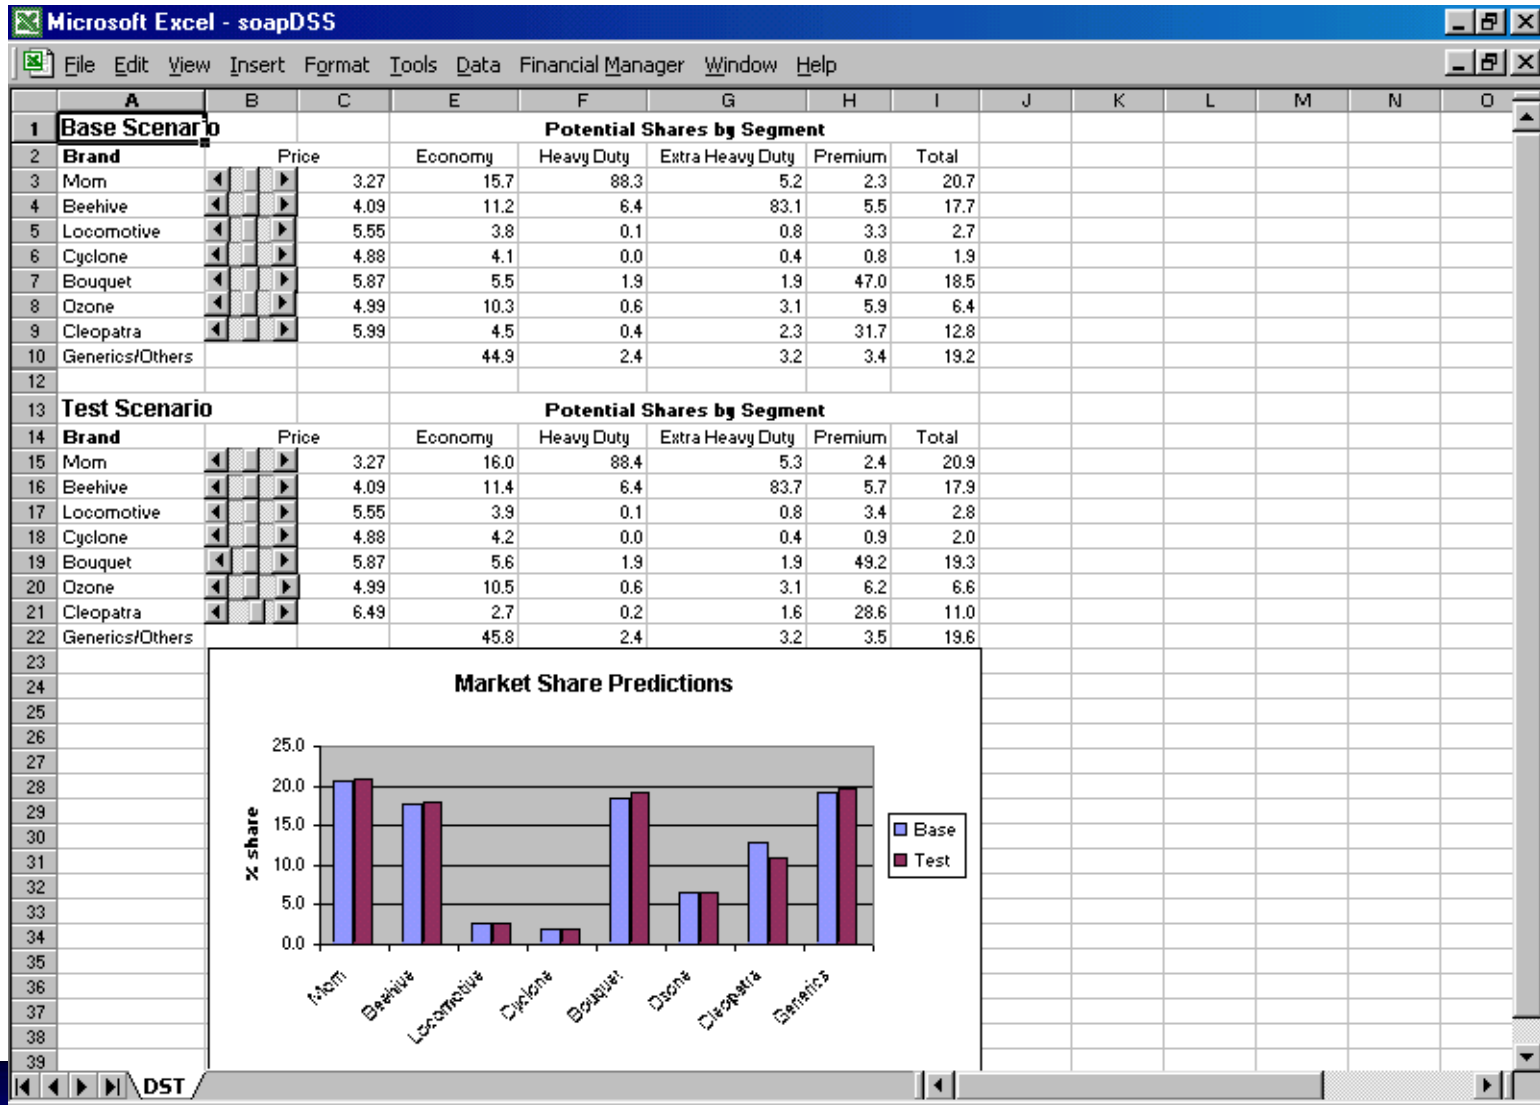 Microsoft Excel - soapDSS
File Edit View Insert Format Tools Data Financial Manager Window Help
A B C E F G H I J K L M N O
1 Base Scenario Potential Shares by Segment
2 Brand Price Economy Heavy Duty Extra Heavy Duty Premium Total
3 Mom 3.27 15.7 88.3 5.2 2.3 20.7
4 Beehive 4.09 11.2 6.4 83.1 5.5 17.7
5 Locomotive 5.55 3.8 0.1 0.8 3.3 2.7
6 Cyclone 4.88 4.1 0.0 0.4 0.8 1.9
7 Bouquet 5.87 5.5 1.9 1.9 47.0 18.5
8 Ozone 4.99 10.3 0.6 3.1 5.9 6.4
9 Cleopatra 5.99 4.5 0.4 2.3 31.7 12.8
10 Generics/Others 44.9 2.4 3.2 3.4 19.2
12
13 Test Scenario Potential Shares by Segment
14 Brand Price Economy Heavy Duty Extra Heavy Duty Premium Total
15 Mom 3.27 16.0 88.4 5.3 2.4 20.9
16 Beehive 4.09 11.4 6.4 83.7 5.7 17.9
17 Locomotive 5.55 3.9 0.1 0.8 3.4 2.8
18 Cyclone 4.88 4.2 0.0 0.4 0.9 2.0
19 Bouquet 5.87 5.6 1.9 1.9 49.2 19.3
20 Ozone 4.99 10.5 0.6 3.1 6.2 6.6
21 Cleopatra 6.49 2.7 0.2 1.6 28.6 11.0
22 Generics/Others 45.8 2.4 3.2 3.5 19.6
23
24
25
26
27
28
29
30
31
32
33
34
35
36
37
38
39
Market Share Predictions
% share
25.0
20.0
15.0
10.0
5.0
0.0
Mom Beehive Locomotive Cyclone Bouquet Ozone Cleopatra Generics
Base
Test
DST